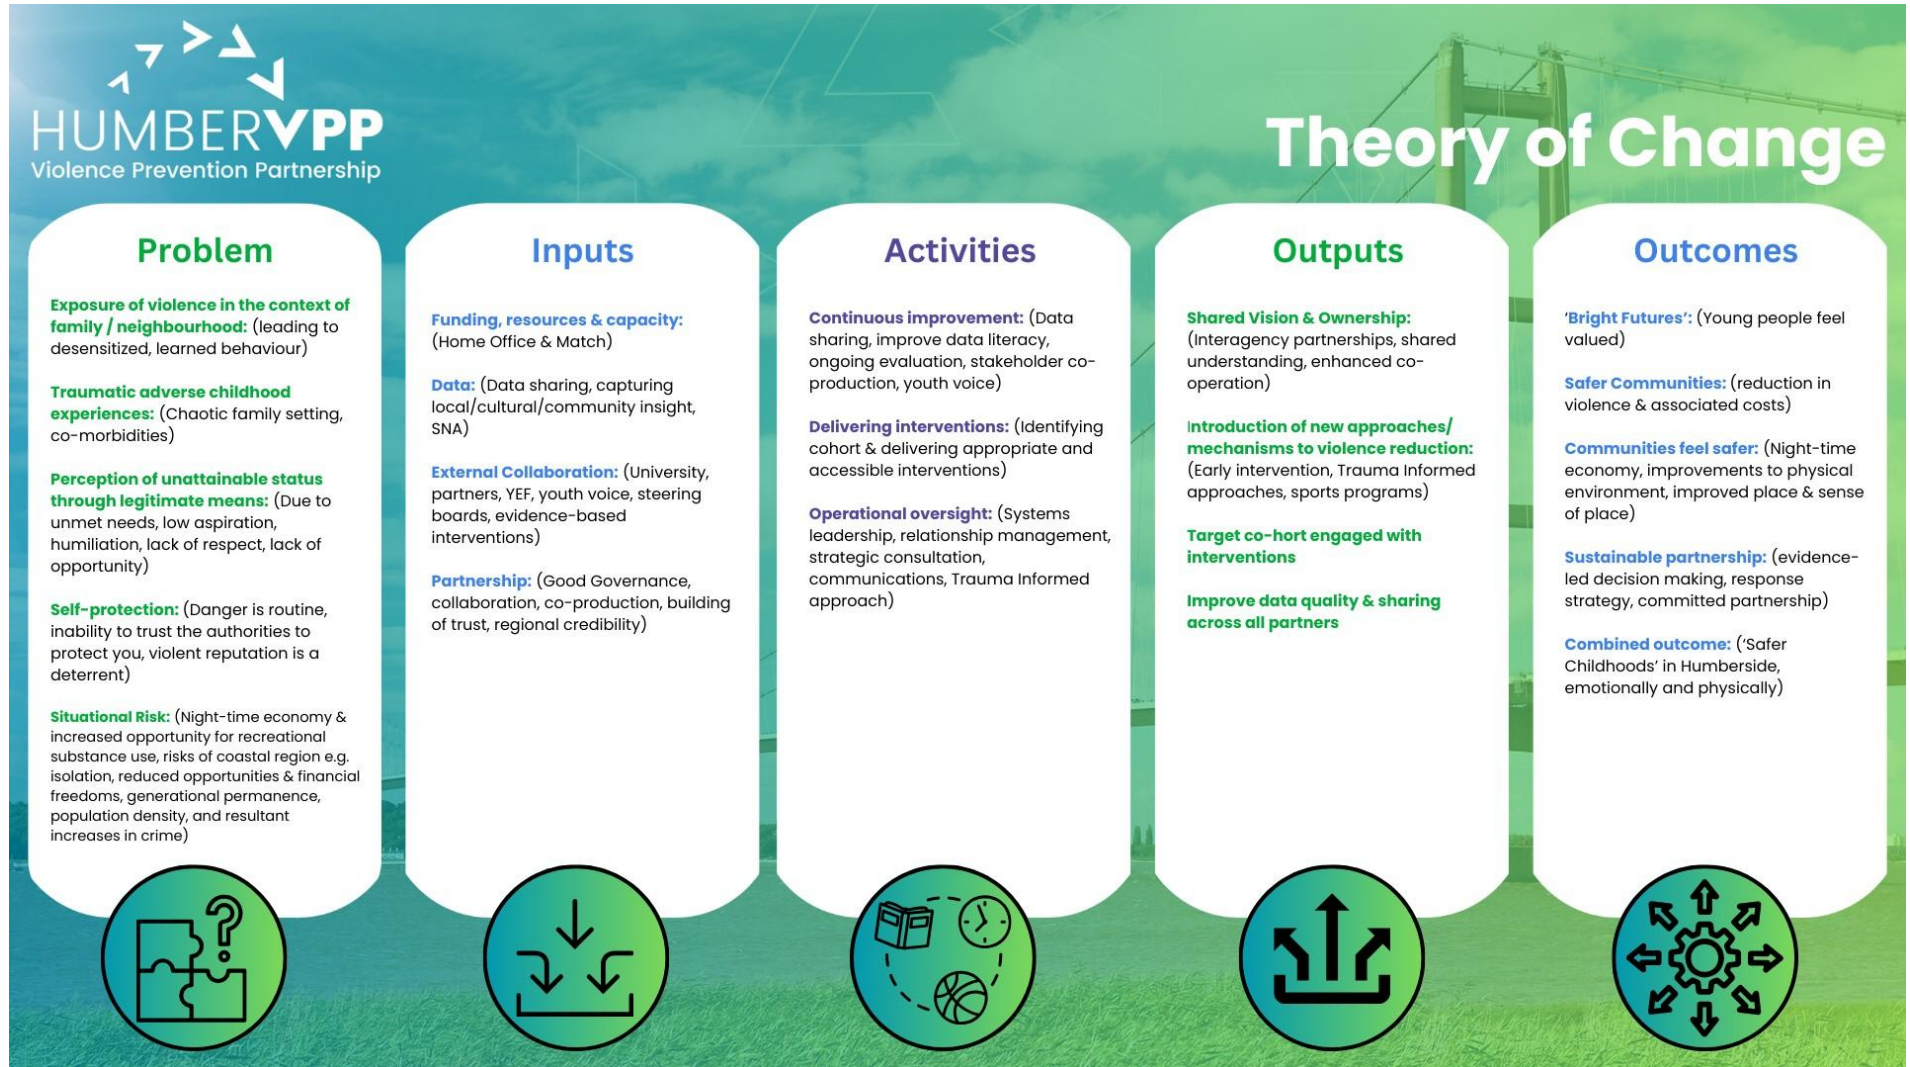 HUMBERVPP
Violence Prevention Partnership
Theory of Change
Problem
Exposure of violence in the context of
family / neighbourhood: (leading to
desensitized, learned behaviour)
Traumatic adverse childhood
experiences: (Chaotic family setting,
co-morbidities)
Perception of unattainable status
through legitimate means: (Due to
unmet needs, low aspiration,
humiliation, lack of respect, lack of
opportunity)
Self-protection: (Danger is routine,
inability to trust the authorities to
protect you, violent reputation is a
deterrent)
Situational Risk: (Night-time economy &
increased opportunity for recreational
substance use, risks of coastal region e.g.
isolation, reduced opportunities & financial
freedoms, generational permanence,
population density, and resultant
increases in crime)
Inputs
Funding, resources & capacity:
(Home Office & Match)
Data: (Data sharing, capturing
local/cultural/community insight,
SNA)
External Collaboration: (University,
partners, YEF, youth voice, steering
boards, evidence-based
interventions)
Partnership: (Good Governance,
collaboration, co-production, building
of trust, regional credibility)
Activities
Continuous improvement: (Data
sharing, improve data literacy,
ongoing evaluation, stakeholder co-
production, youth voice)
Delivering interventions: (Identifying
cohort & delivering appropriate and
accessible interventions)
Operational oversight: (Systems
leadership, relationship management,
strategic consultation,
communications, Trauma Informed
approach)
Outputs
Shared Vision & Ownership:
(Interagency partnerships, shared
understanding, enhanced co-
operation)
Introduction of new approaches/
mechanisms to violence reduction:
(Early intervention, Trauma Informed
approaches, sports programs)
Target co-hort engaged with
interventions
Improve data quality & sharing
across all partners
Outcomes
‘Bright Futures’: (Young people feel
valued)
Safer Communities: (reduction in
violence & associated costs)
Communities feel safer: (Night-time
economy, improvements to physical
environment, improved place & sense
of place)
Sustainable partnership: (evidence-
led decision making, response
strategy, committed partnership)
Combined outcome: (‘Safer
Childhoods’ in Humberside,
emotionally and physically)